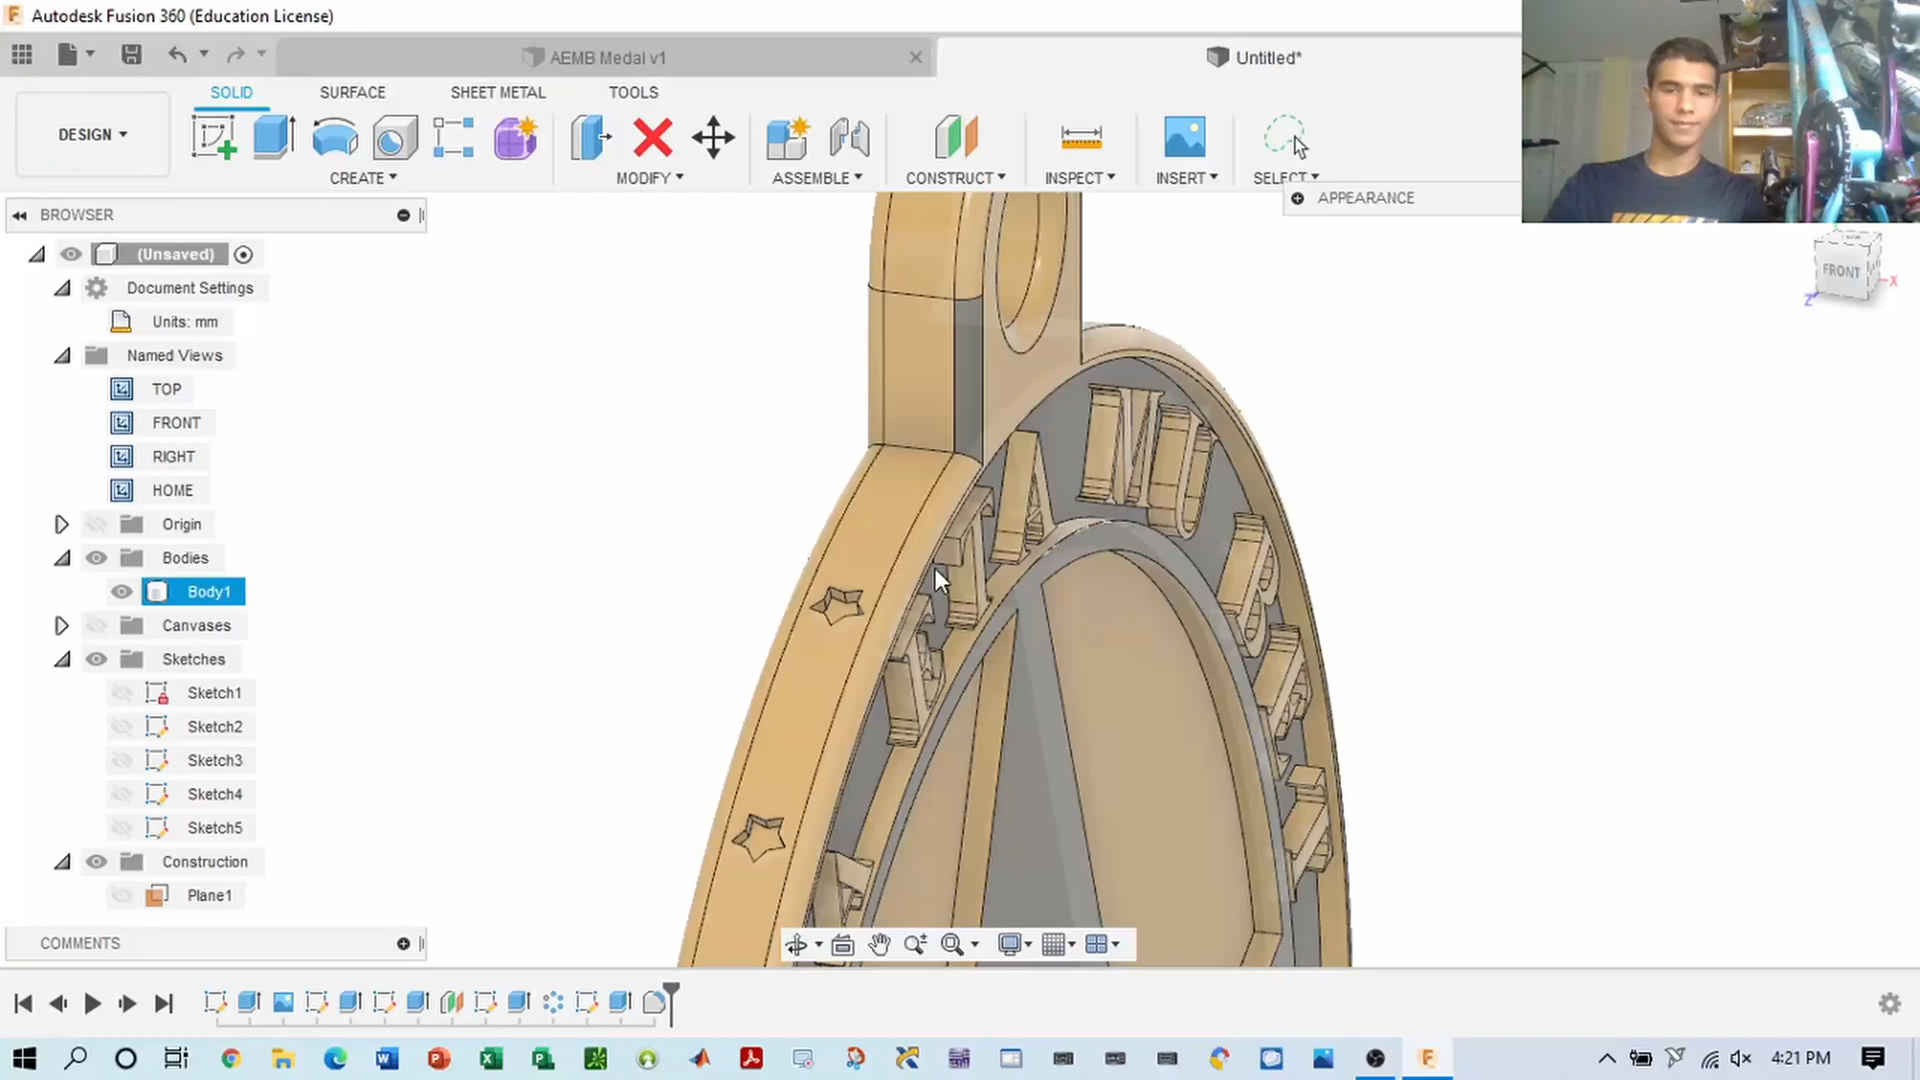 Autodesk Fusion 360 (Education License)
AEMB Medal v1
Untitled*
DESIGN
SOLID
SURFACE
SHEET METAL
TOOLS
CREATE
MODIFY
ASSEMBLE
CONSTRUCT
INSPECT
INSERT
SELECT
BROWSER
APPEARANCE
(Unsaved)
FRONT
X
Z
Document Settings
Units: mm
Named Views
TOP
FRONT
RIGHT
HOME
Origin
Bodies
Body1
Canvases
Sketches
Sketch1
Sketch2
Sketch3
Sketch4
Sketch5
Construction
Plane1
COMMENTS
4:21 PM